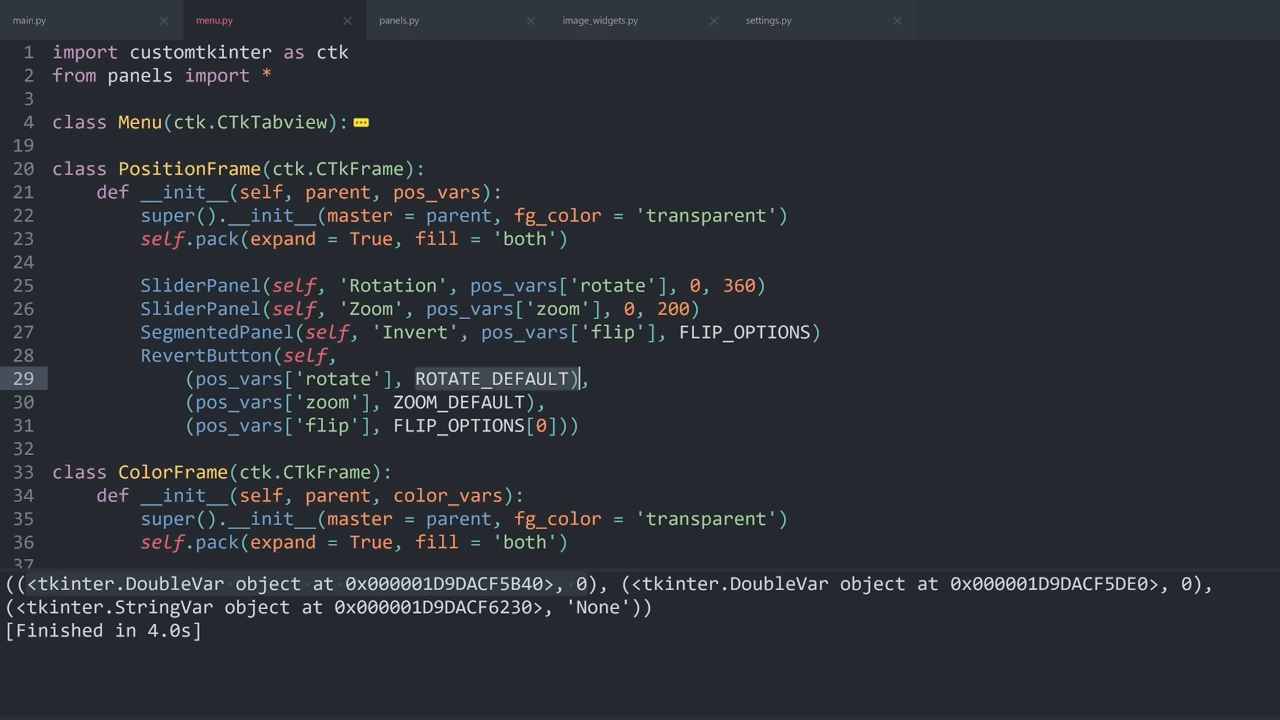 main.py
menu.py
panels.py
image_widgets.py
settings.py
1 import customtkinter as ctk
2 from panels import *
3
4 class Menu(ctk.CTkTabview):
19
20 class PositionFrame(ctk.CTkFrame):
21     def __init__(self, parent, pos_vars):
22         super().__init__(master = parent, fg_color = 'transparent')
23         self.pack(expand = True, fill = 'both')
24
25         SliderPanel(self, 'Rotation', pos_vars['rotate'], 0, 360)
26         SliderPanel(self, 'Zoom', pos_vars['zoom'], 0, 200)
27         SegmentedPanel(self, 'Invert', pos_vars['flip'], FLIP_OPTIONS)
28         RevertButton(self,
29             (pos_vars['rotate'], ROTATE_DEFAULT),
30             (pos_vars['zoom'], ZOOM_DEFAULT),
31             (pos_vars['flip'], FLIP_OPTIONS[0]))
32
33 class ColorFrame(ctk.CTkFrame):
34     def __init__(self, parent, color_vars):
35         super().__init__(master = parent, fg_color = 'transparent')
36         self.pack(expand = True, fill = 'both')
37
((<tkinter.DoubleVar object at 0x000001D9DACF5B40>, 0), (<tkinter.DoubleVar object at 0x000001D9DACF5DE0>, 0),
(<tkinter.StringVar object at 0x000001D9DACF6230>, 'None'))
[Finished in 4.0s]